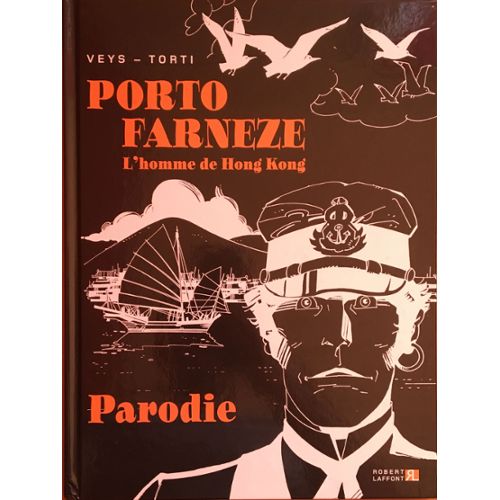 VEYS – TORTI
PORTO
FARNEZE
L'homme de Hong Kong
Parodie
ROBERT
LAFFONT